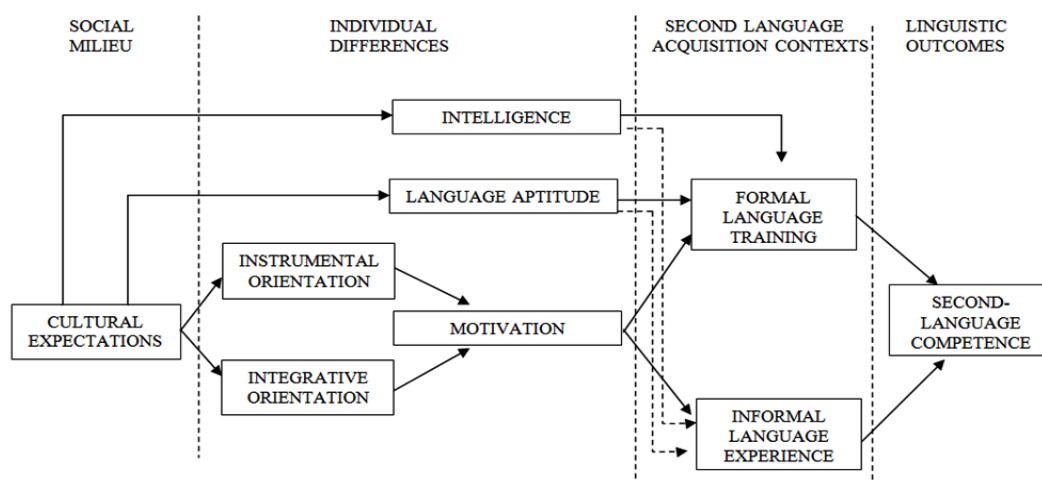 SOCIAL
MILIEU
INDIVIDUAL
DIFFERENCES
SECOND LANGUAGE
ACQUISITION CONTEXTS
LINGUISTIC
OUTCOMES
INTELLIGENCE
LANGUAGE APTITUDE
FORMAL
LANGUAGE
TRAINING
INSTRUMENTAL
ORIENTATION
CULTURAL
EXPECTATIONS
MOTIVATION
SECOND-
LANGUAGE
COMPETENCE
INTEGRATIVE
ORIENTATION
INFORMAL
LANGUAGE
EXPERIENCE